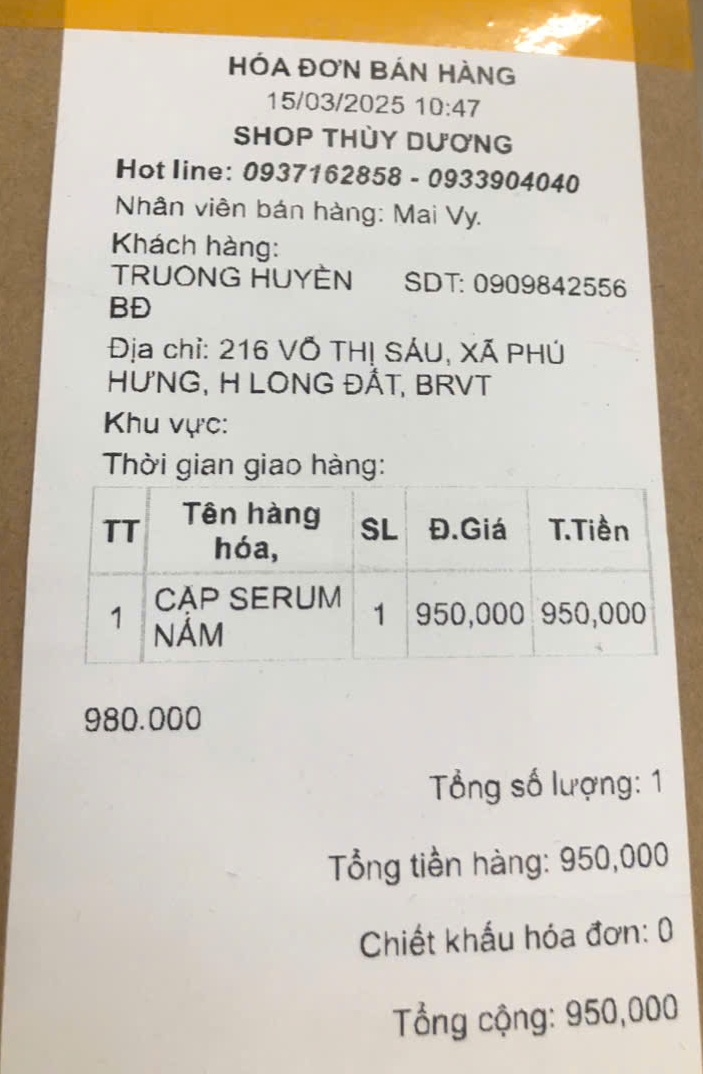 HÓA ĐƠN BÁN HÀNG
15/03/2025 10:47
SHOP THÙY DƯƠNG
Hot line: 0937162858 - 0933904040
Nhân viên bán hàng: Mai Vy.
Khách hàng:
TRUONG HUYỀN SDT: 0909842556
BĐ
Địa chỉ: 216 VÕ THỊ SÁU, XÃ PHÚ
HƯNG, H LONG ĐẤT, BRVT
Khu vực:
Thời gian giao hàng:
TT Tên hàng hóa, SL Đ.Giá T.Tiền
1 CẶP SERUM NÁM 1 950,000 950,000
980.000
Tổng số lượng: 1
Tổng tiền hàng: 950,000
Chiết khấu hóa đơn: 0
Tổng cộng: 950,000